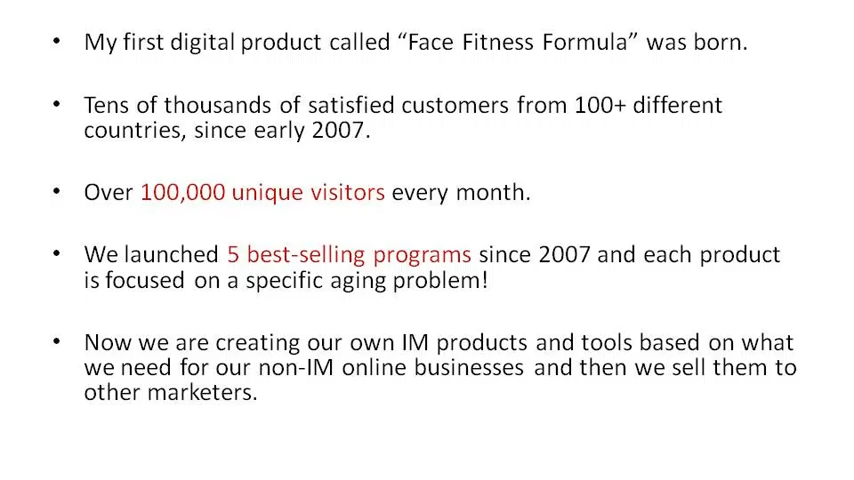 • My first digital product called “Face Fitness Formula” was born.
• Tens of thousands of satisfied customers from 100+ different
countries, since early 2007.
• Over 100,000 unique visitors every month.
• We launched 5 best-selling programs since 2007 and each product
is focused on a specific aging problem!
• Now we are creating our own IM products and tools based on what
we need for our non-IM online businesses and then we sell them to
other marketers.